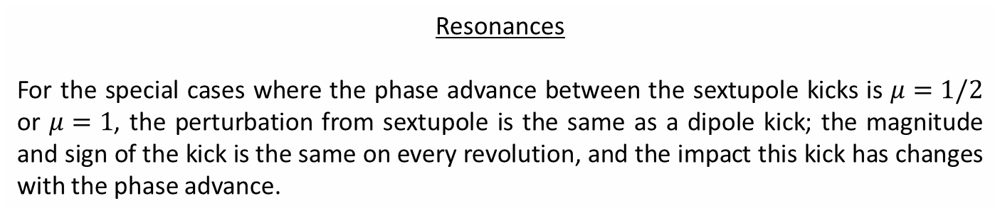 Resonances
For the special cases where the phase advance between the sextupole kicks is μ = 1/2
or μ = 1, the perturbation from sextupole is the same as a dipole kick; the magnitude
and sign of the kick is the same on every revolution, and the impact this kick has changes
with the phase advance.